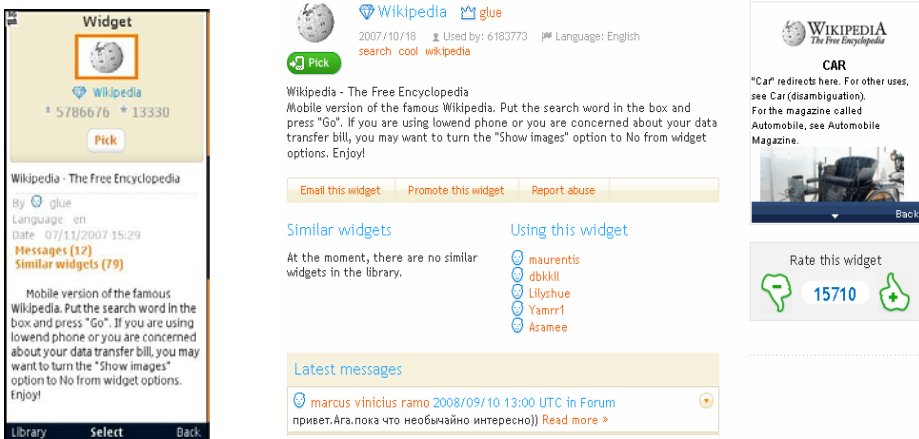 3G
Widget
Wikipedia
5786676 * 13330
Pick
Wikipedia - The Free Encyclopedia
By glue
Language en
Date 07/11/2007 15:29
Messages (12)
Similar widgets (79)
Mobile version of the famous
Wikipedia. Put the search word in the
box and press "Go". If you are using
lowend phone or you are concerned
about your data transfer bill, you may
want to turn the "Show images"
option to No from widget options.
Enjoy!
Library Select Back
Wikipedia glue
2007/10/18 Used by: 6183773 Language: English
search cool wikipedia
Pick
Wikipedia - The Free Encyclopedia
Mobile version of the famous Wikipedia. Put the search word in the box and
press "Go". If you are using lowend phone or you are concerned about your data
transfer bill, you may want to turn the "Show images" option to No from widget
options. Enjoy!
Email this widget Promote this widget Report abuse
Similar widgets
At the moment, there are no similar
widgets in the library.
Using this widget
maurentis
dbkkll
Lilyshue
Yamrr1
Asamee
Latest messages
marcus vinicius ramo 2008/09/10 13:00 UTC in Forum
привет.Ага.пока что необычайно интересно)) Read more »
WIKIPEDIA
The Free Encyclopedia
CAR
"Car" redirects here. For other uses,
see Car (disambiguation).
For the magazine called
Automobile, see Automobile
Magazine.
Back
Rate this widget
15710